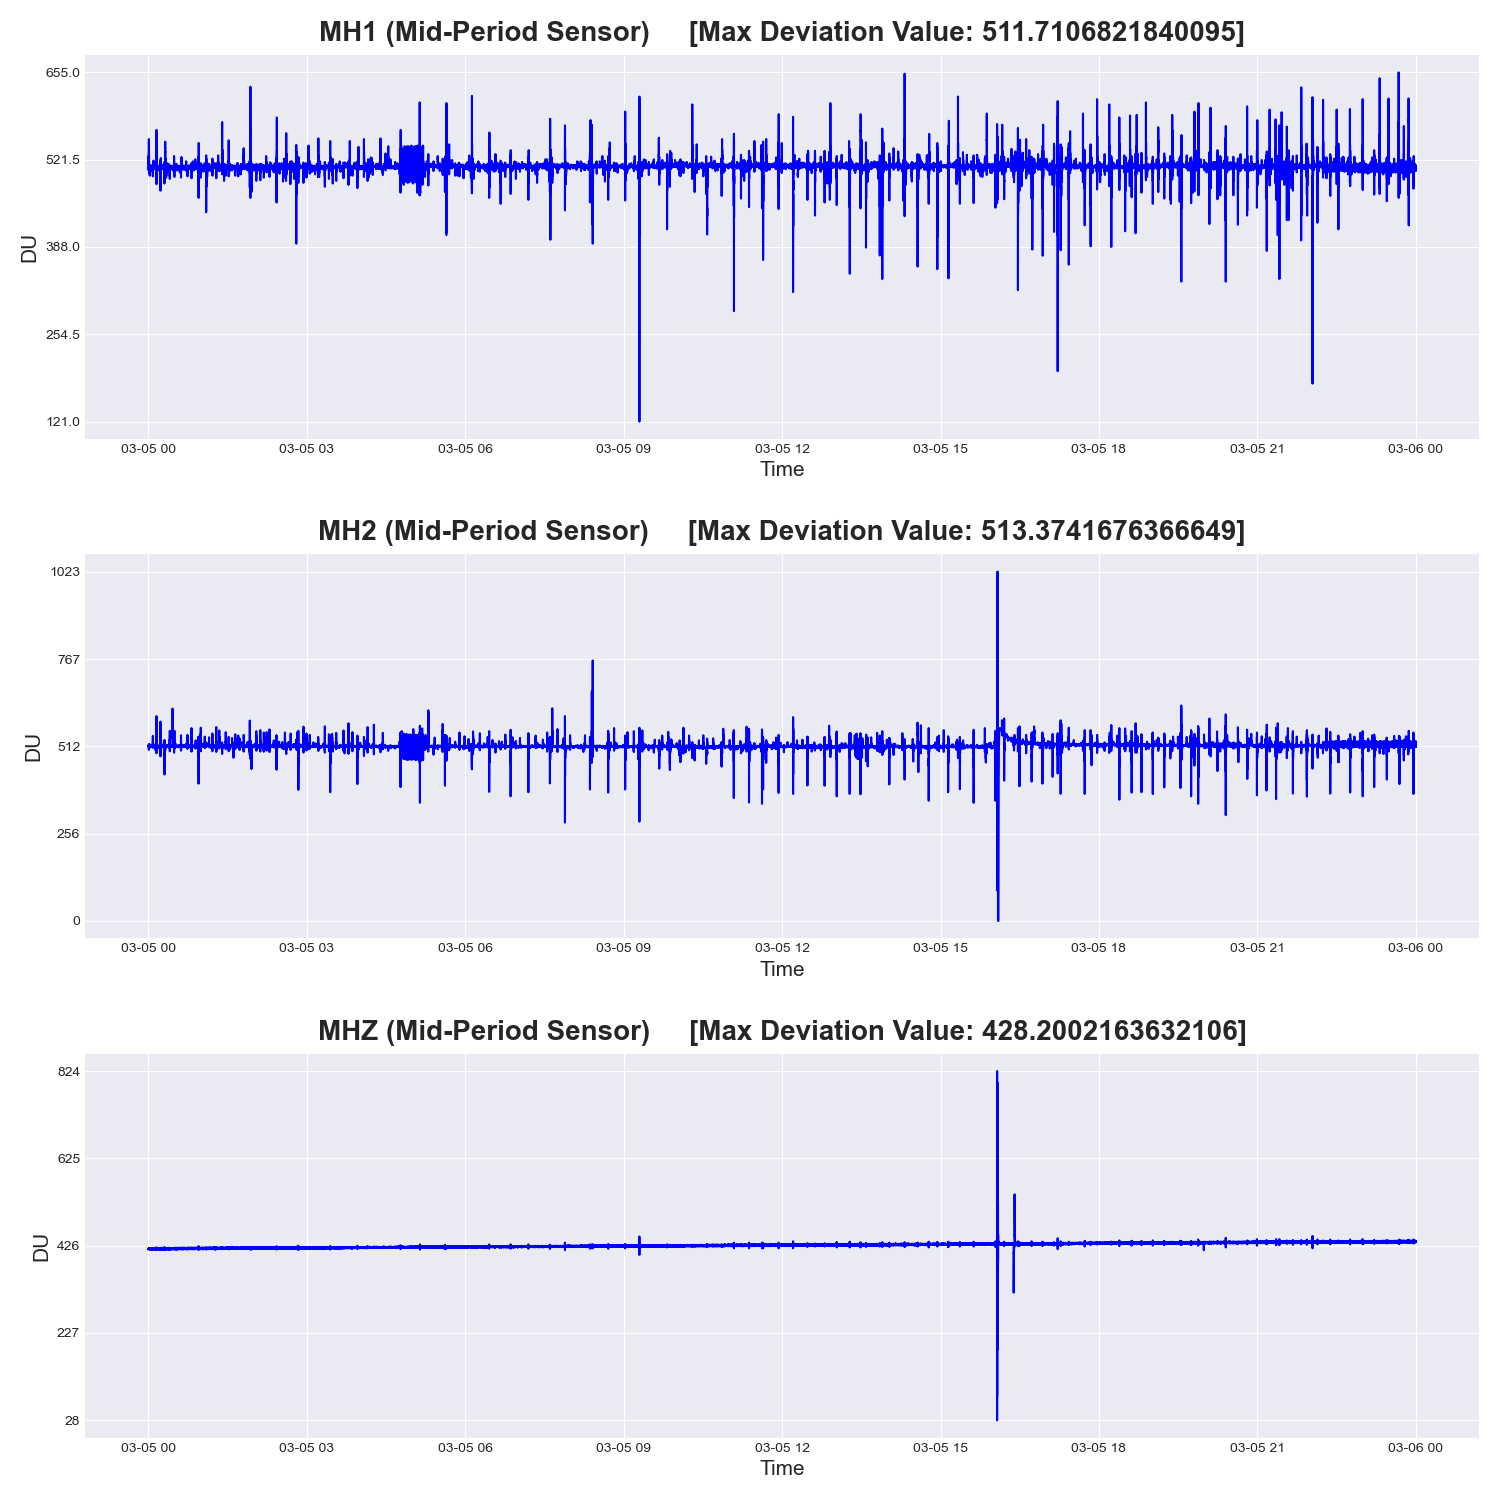 MH1 (Mid-Period Sensor) [Max Deviation Value: 511.7106821840095]
655.0
521.5
388.0
254.5
121.0
DU
03-05 00 03-05 03 03-05 06 03-05 09 03-05 12 03-05 15 03-05 18 03-05 21 03-06 00
Time
MH2 (Mid-Period Sensor) [Max Deviation Value: 513.3741676366649]
1023
767
512
256
0
DU
03-05 00 03-05 03 03-05 06 03-05 09 03-05 12 03-05 15 03-05 18 03-05 21 03-06 00
Time
MHZ (Mid-Period Sensor) [Max Deviation Value: 428.2002163632106]
824
625
426
227
28
DU
03-05 00 03-05 03 03-05 06 03-05 09 03-05 12 03-05 15 03-05 18 03-05 21 03-06 00
Time